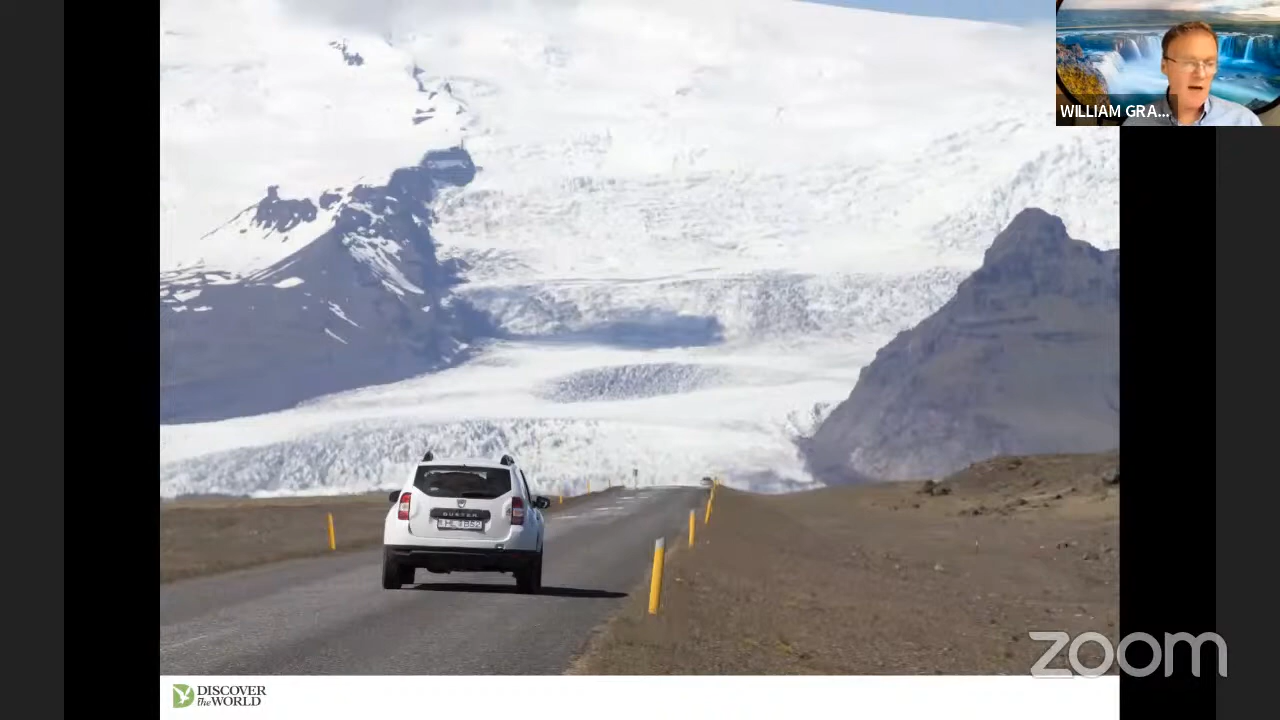 WILLIAM GRA...
DUSTER
zoom
DISCOVER
the WORLD